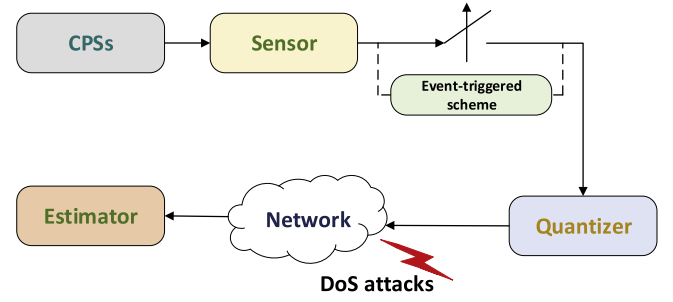 CPSs
Sensor
Event-triggered
scheme
Estimator
Network
Quantizer
DoS attacks